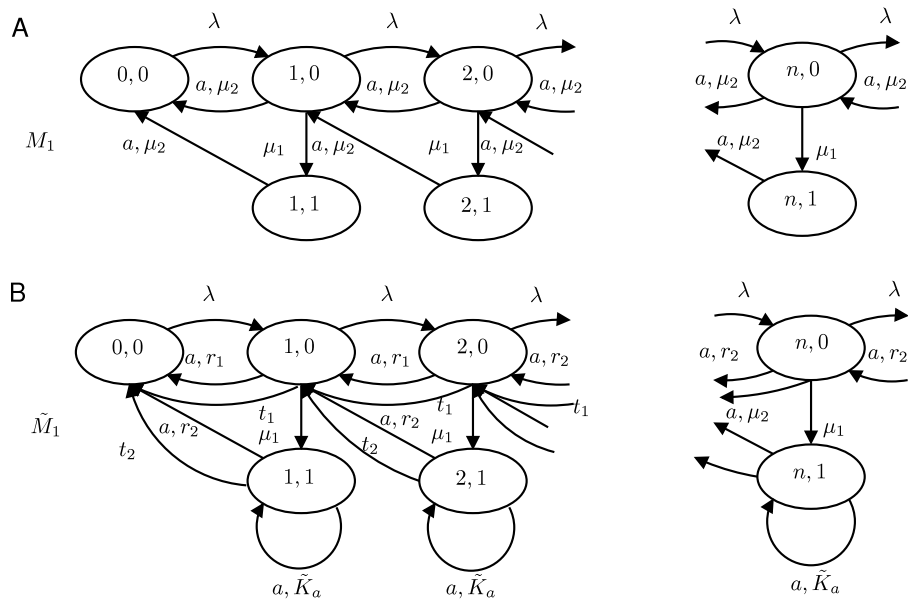 A
λ λ λ λ λ
0, 0 1, 0 2, 0 n, 0
a, μ₂ a, μ₂ a, μ₂ a, μ₂ a, μ₂
M₁ a, μ₂ μ₁ a, μ₂ μ₁ a, μ₂ a, μ₂ μ₁
1, 1 2, 1 n, 1
B
λ λ λ λ λ
0, 0 1, 0 2, 0 n, 0
a, r₁ a, r₁ a, r₂ a, r₂ a, r₂
t₁ t₁ t₁
M̃₁ t₂ a, r₂ μ₁ t₂ a, r₂ μ₁ a, μ₂ μ₁
1, 1 2, 1 n, 1
a, K̃ₐ a, K̃ₐ a, K̃ₐ